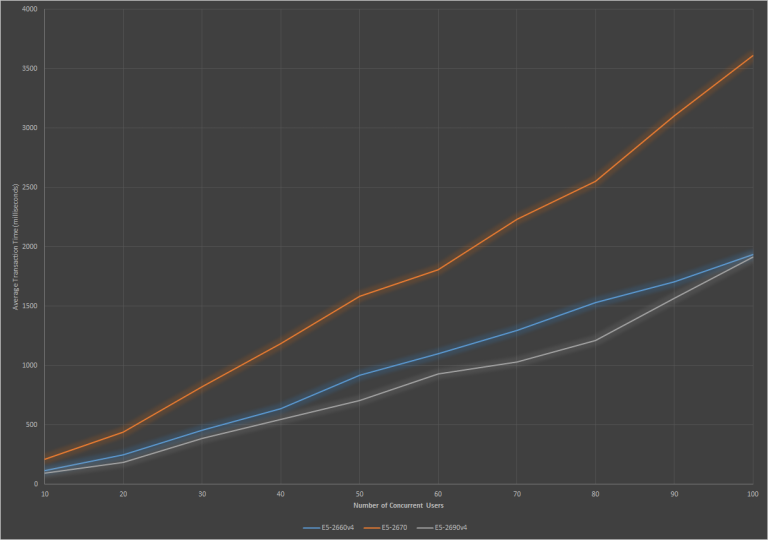 4000
3500
3000
2500
2000
1500
1000
500
0
Average Transaction Time (milliseconds)
10 20 30 40 50 60 70 80 90 100
Number of Concurrent Users
E5-2660v4 E5-2670 E5-2690v4